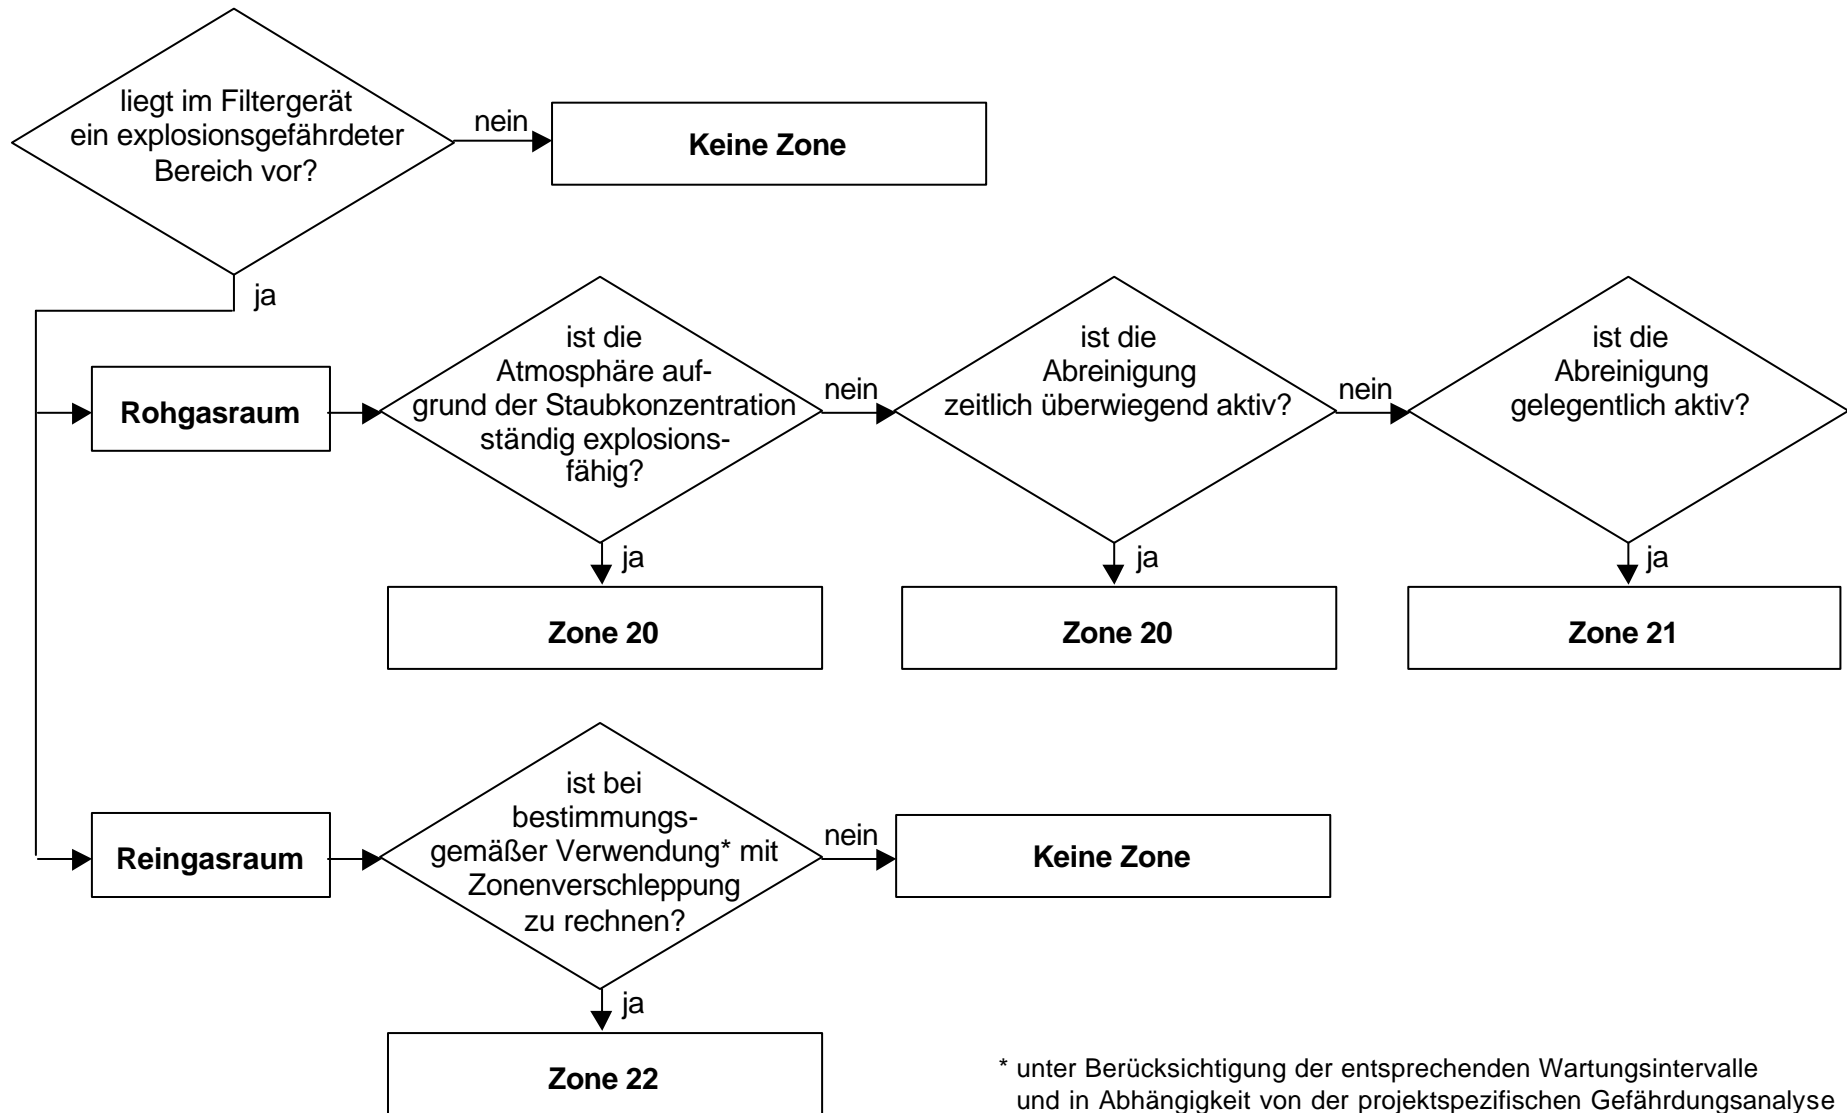 liegt im Filtergerät
ein explosionsgefährdeter
Bereich vor?
nein
Keine Zone
ja
Rohgasraum
ist die
Atmosphäre auf-
grund der Staubkonzentration
ständig explosions-
fähig?
nein
ist die
Abreinigung
zeitlich überwiegend aktiv?
nein
ist die
Abreinigung
gelegentlich aktiv?
ja
ja
ja
Zone 20
Zone 20
Zone 21
Reingasraum
ist bei
bestimmungs-
gemäßer Verwendung* mit
Zonenverschleppung
zu rechnen?
nein
Keine Zone
ja
Zone 22
* unter Berücksichtigung der entsprechenden Wartungsintervalle
und in Abhängigkeit von der projektspezifischen Gefährdungsanalyse